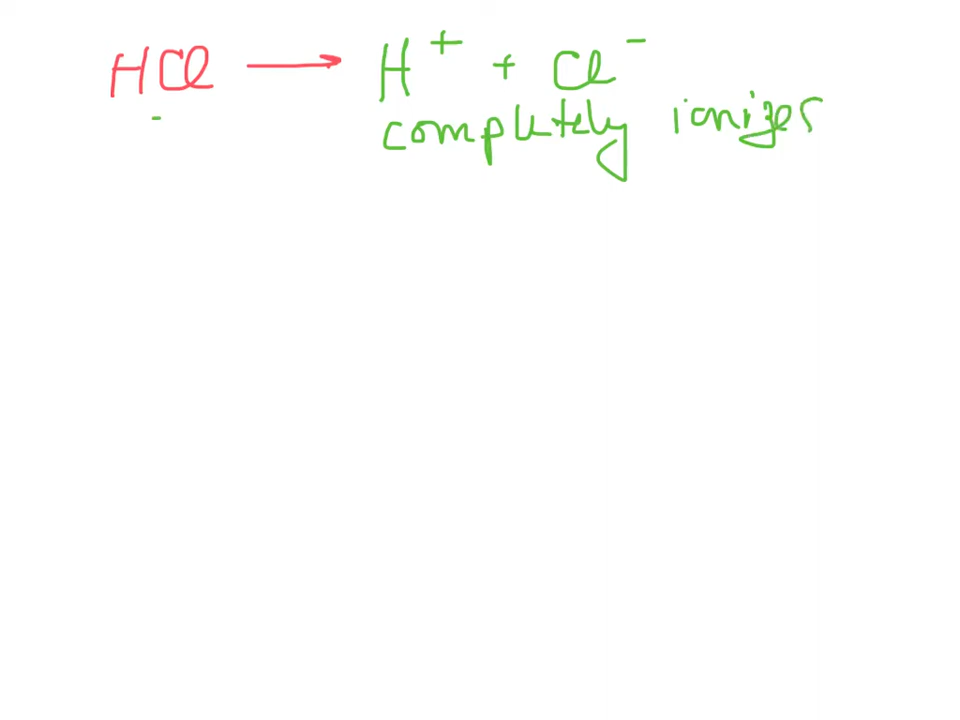 HCl → H⁺ + Cl⁻
completely ionizes